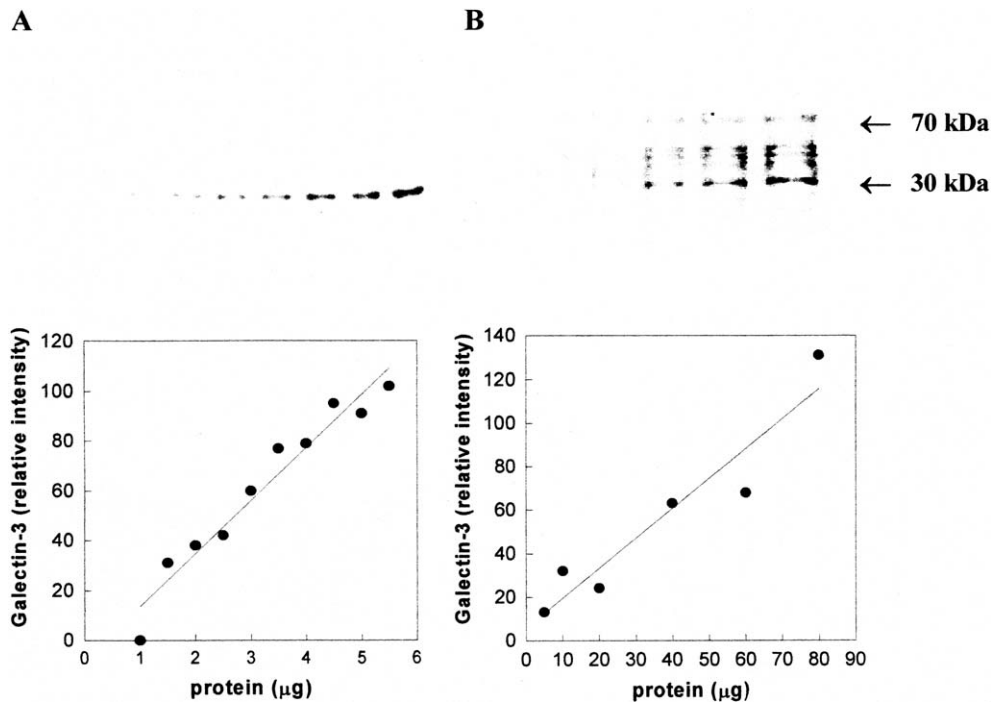 A
B
← 70 kDa
← 30 kDa
Galectin-3 (relative intensity)
120
100
80
60
40
20
0
0 1 2 3 4 5 6
protein (μg)
Galectin-3 (relative intensity)
140
120
100
80
60
40
20
0
0 10 20 30 40 50 60 70 80 90
protein (μg)